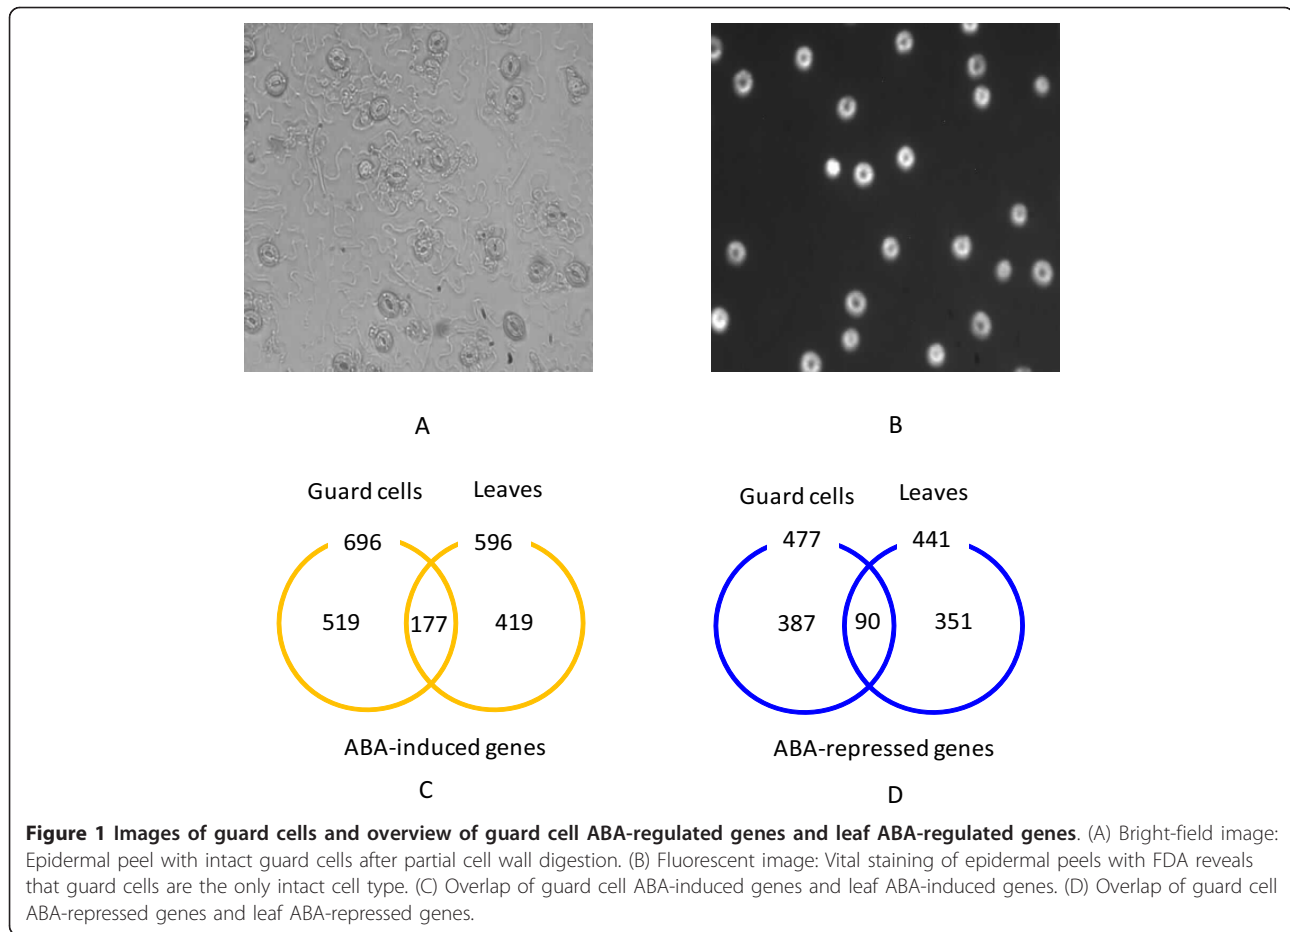 A
B
Guard cells
Leaves
696
596
519
177
419
ABA-induced genes
C
Guard cells
Leaves
477
441
387
90
351
ABA-repressed genes
D
Figure 1 Images of guard cells and overview of guard cell ABA-regulated genes and leaf ABA-regulated genes. (A) Bright-field image:
Epidermal peel with intact guard cells after partial cell wall digestion. (B) Fluorescent image: Vital staining of epidermal peels with FDA reveals
that guard cells are the only intact cell type. (C) Overlap of guard cell ABA-induced genes and leaf ABA-induced genes. (D) Overlap of guard cell
ABA-repressed genes and leaf ABA-repressed genes.